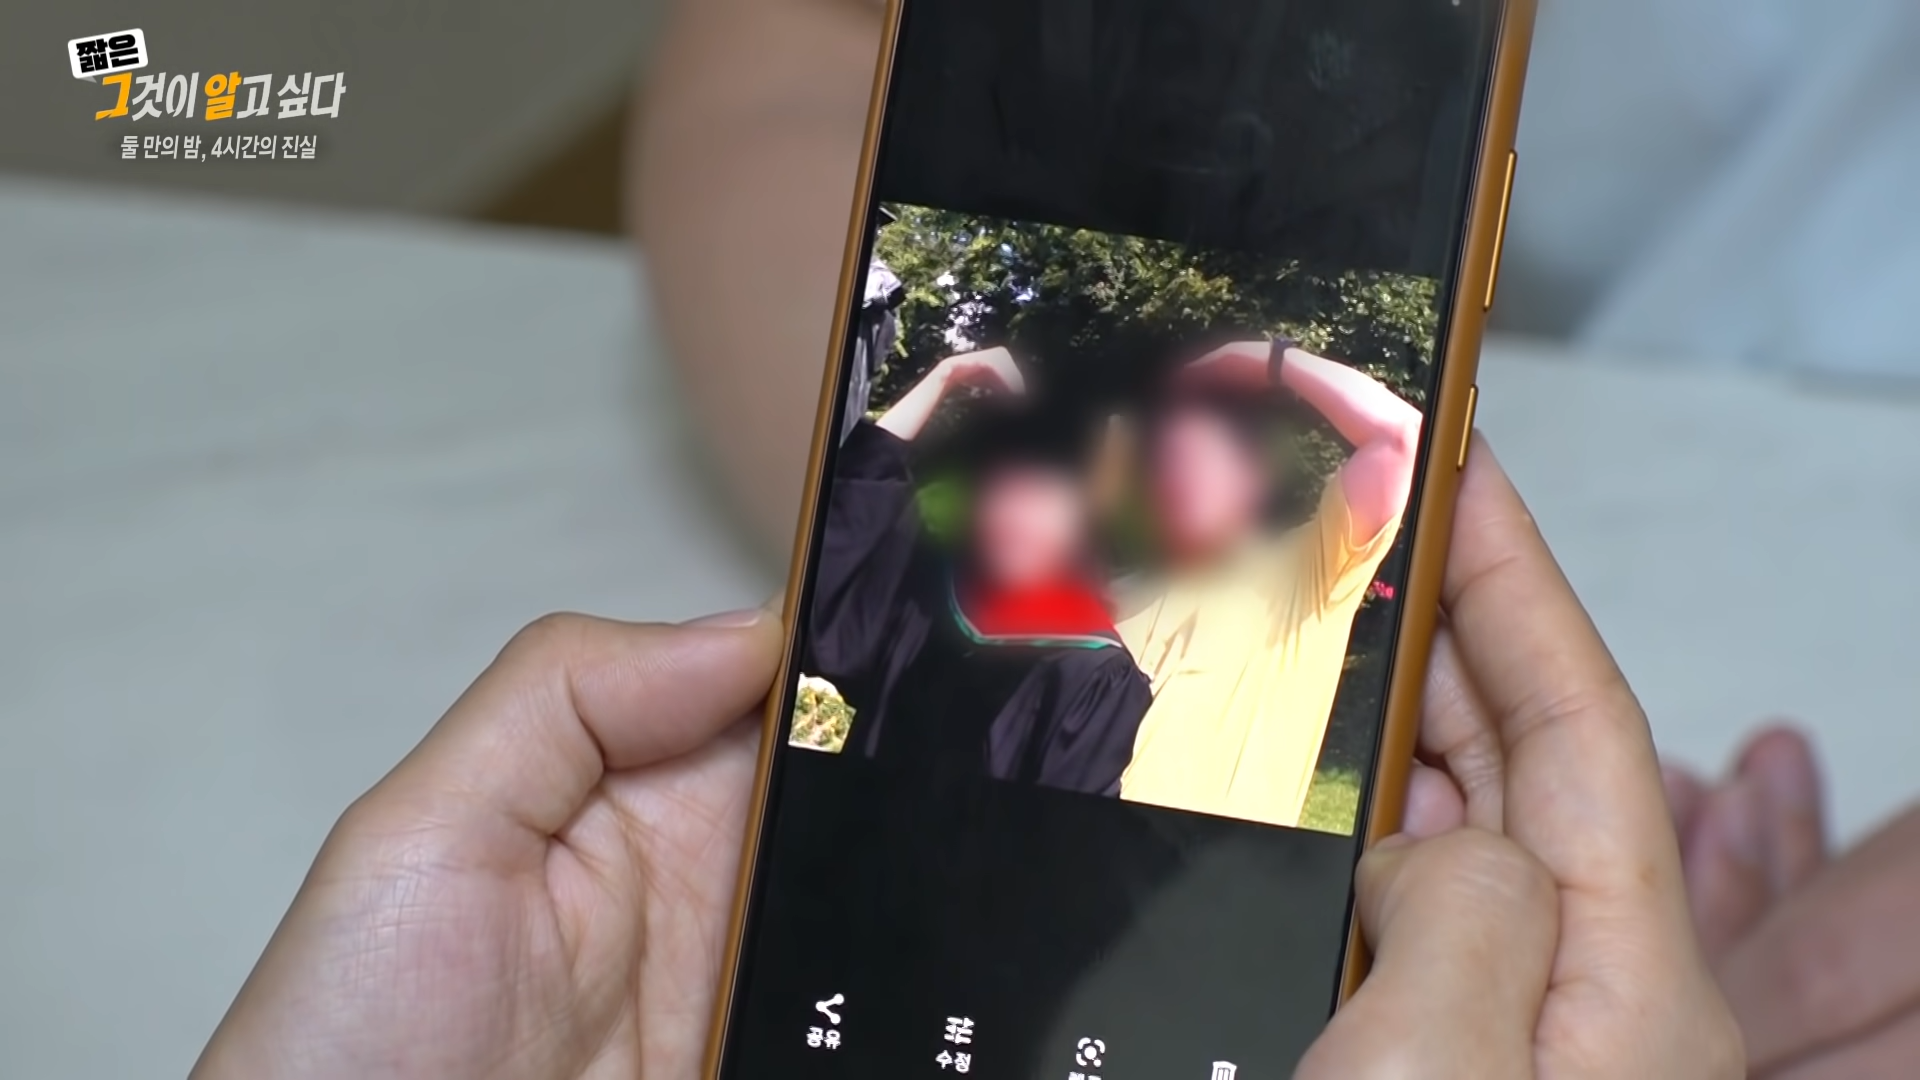 짧은
그것이 알고 싶다
둘 만의 밤, 4시간의 진실
공유
수정